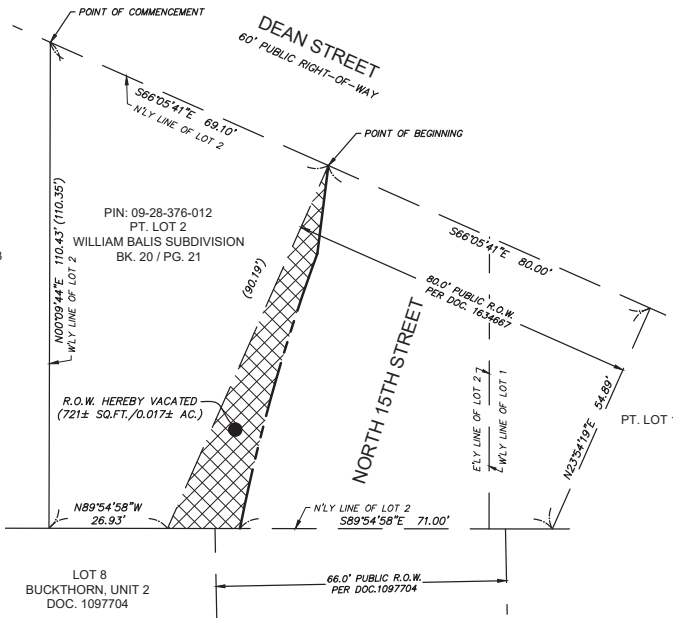 POINT OF COMMENCEMENT
DEAN STREET
60' PUBLIC RIGHT-OF-WAY
S66°05'41"E 69.10'
N'LY LINE OF LOT 2
POINT OF BEGINNING
PIN: 09-28-376-012
PT. LOT 2
WILLIAM BALIS SUBDIVISION
BK. 20 / PG. 21
N00°09'44"E 110.43' (110.35')
WLY LINE OF LOT 2
(90.19')
S66°05'41"E 80.00'
80.0' PUBLIC R.O.W.
PER DOC. 1634667
NORTH 15TH STREET
R.O.W. HEREBY VACATED
(721± SQ.FT./0.017± AC.)
E'LY LINE OF LOT 2
WLY LINE OF LOT 1
N23°54'19"E 54.89'
PT. LOT 1
N89°54'58"W
26.93'
N'LY LINE OF LOT 2
S89°54'58"E 71.00'
LOT 8
BUCKTHORN, UNIT 2
DOC. 1097704
66.0' PUBLIC R.O.W.
PER DOC.1097704